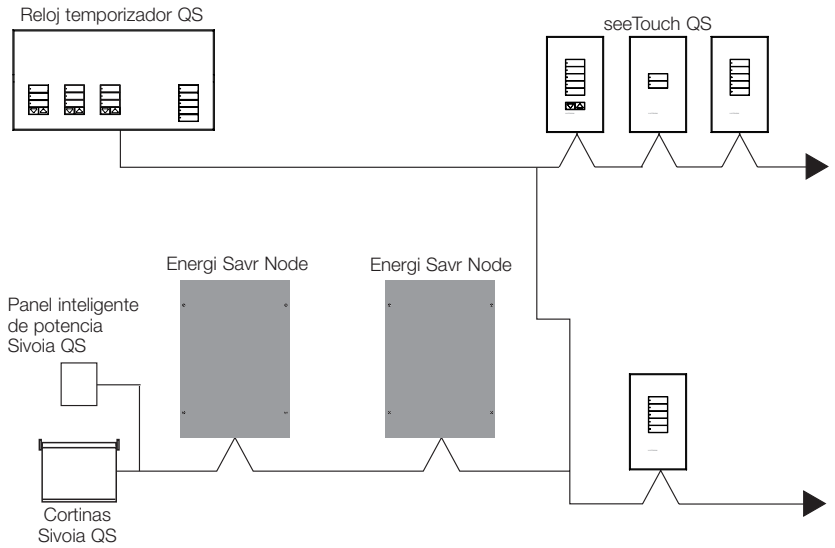 Reloj temporizador QS
seeTouch QS
Energi Savr Node
Energi Savr Node
Panel inteligente
de potencia
Sivoia QS
Cortinas
Sivoia QS